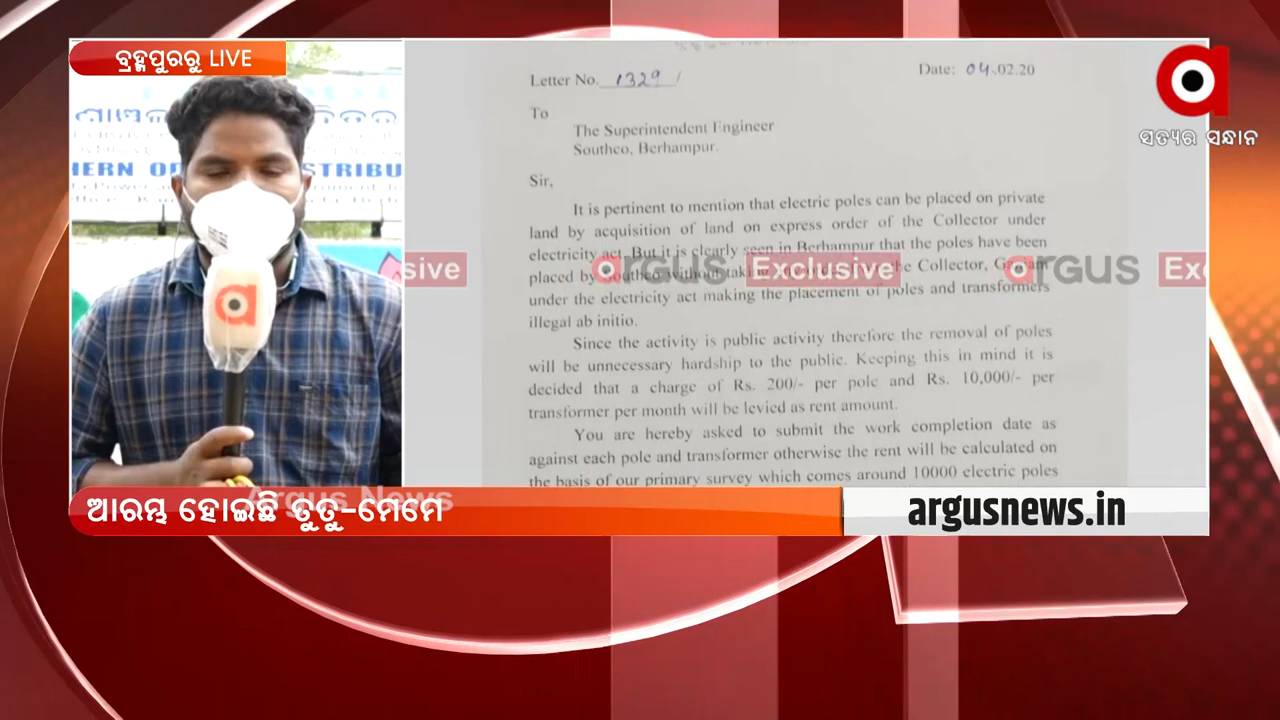 ବ୍ରହ୍ମପୁରରୁ LIVE
HERN O DISTRIBU
Letter No. 1329/
Date: 04.02.20
To
The Superintendent Engineer
Southco, Berhampur.
Sir,
It is pertinent to mention that electric poles can be placed on private
land by acquisition of land on express order of the Collector under
electricity act. But it is clearly seen in Berhampur that the poles have been
placed by Southco without the Collector,
under the electricity act making the placement of poles and transformers
illegal ab initio.
Since the activity is public activity therefore the removal of poles
will be unnecessary hardship to the public. Keeping this in mind it is
decided that a charge of Rs. 200/- per pole and Rs. 10,000/- per
transformer per month will be levied as rent amount.
You are hereby asked to submit the work completion date as
against each pole and transformer otherwise the rent will be calculated on
the basis of our primary survey which comes around 10000 electric poles
sive argus Exclusive argus Exc
ସତ୍ୟର ସନ୍ଧାନ
Argus News
ଆରମ୍ଭ ହୋଇଛି ତୁତୁ-ମେମେ
argusnews.in